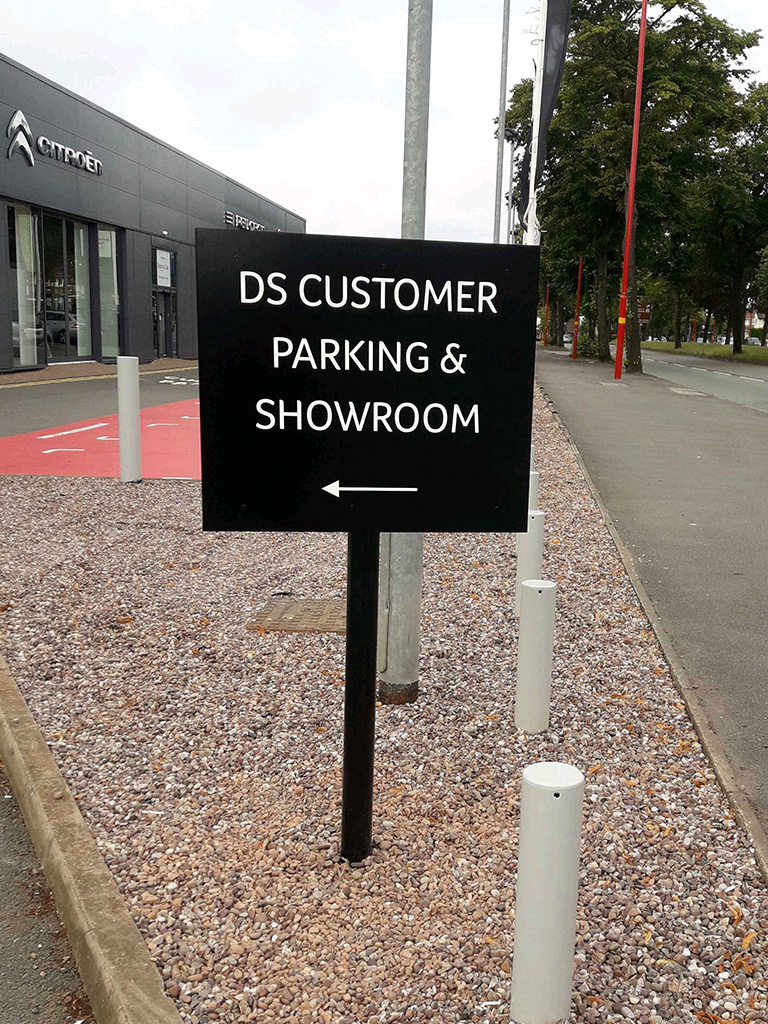 CITROËN
DS CUSTOMER
PARKING &
SHOWROOM